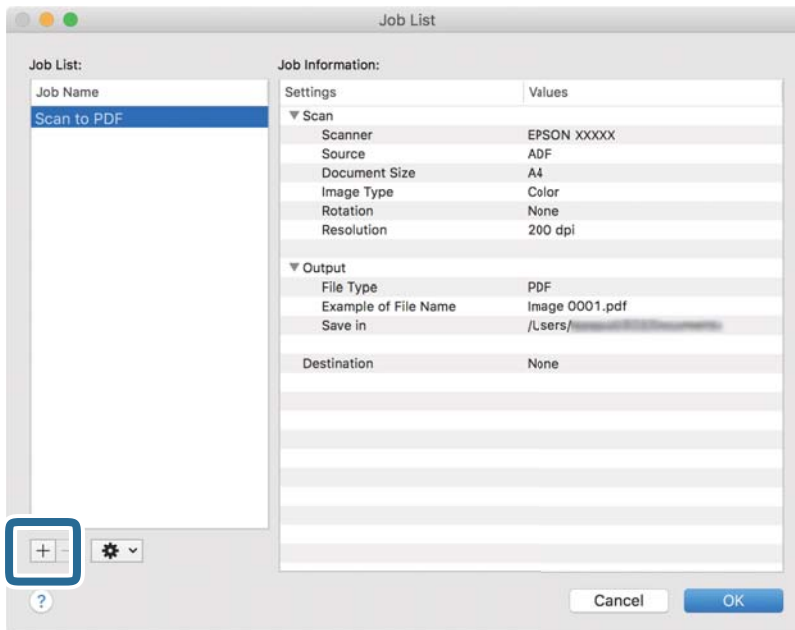 Job List
Job List:
Job Name
Scan to PDF
Job Information:
Settings Values
Scan
Scanner EPSON XXXXX
Source ADF
Document Size A4
Image Type Color
Rotation None
Resolution 200 dpi
Output
File Type PDF
Example of File Name Image 0001.pdf
Save in /Users/
Destination None
+ -
?
Cancel OK